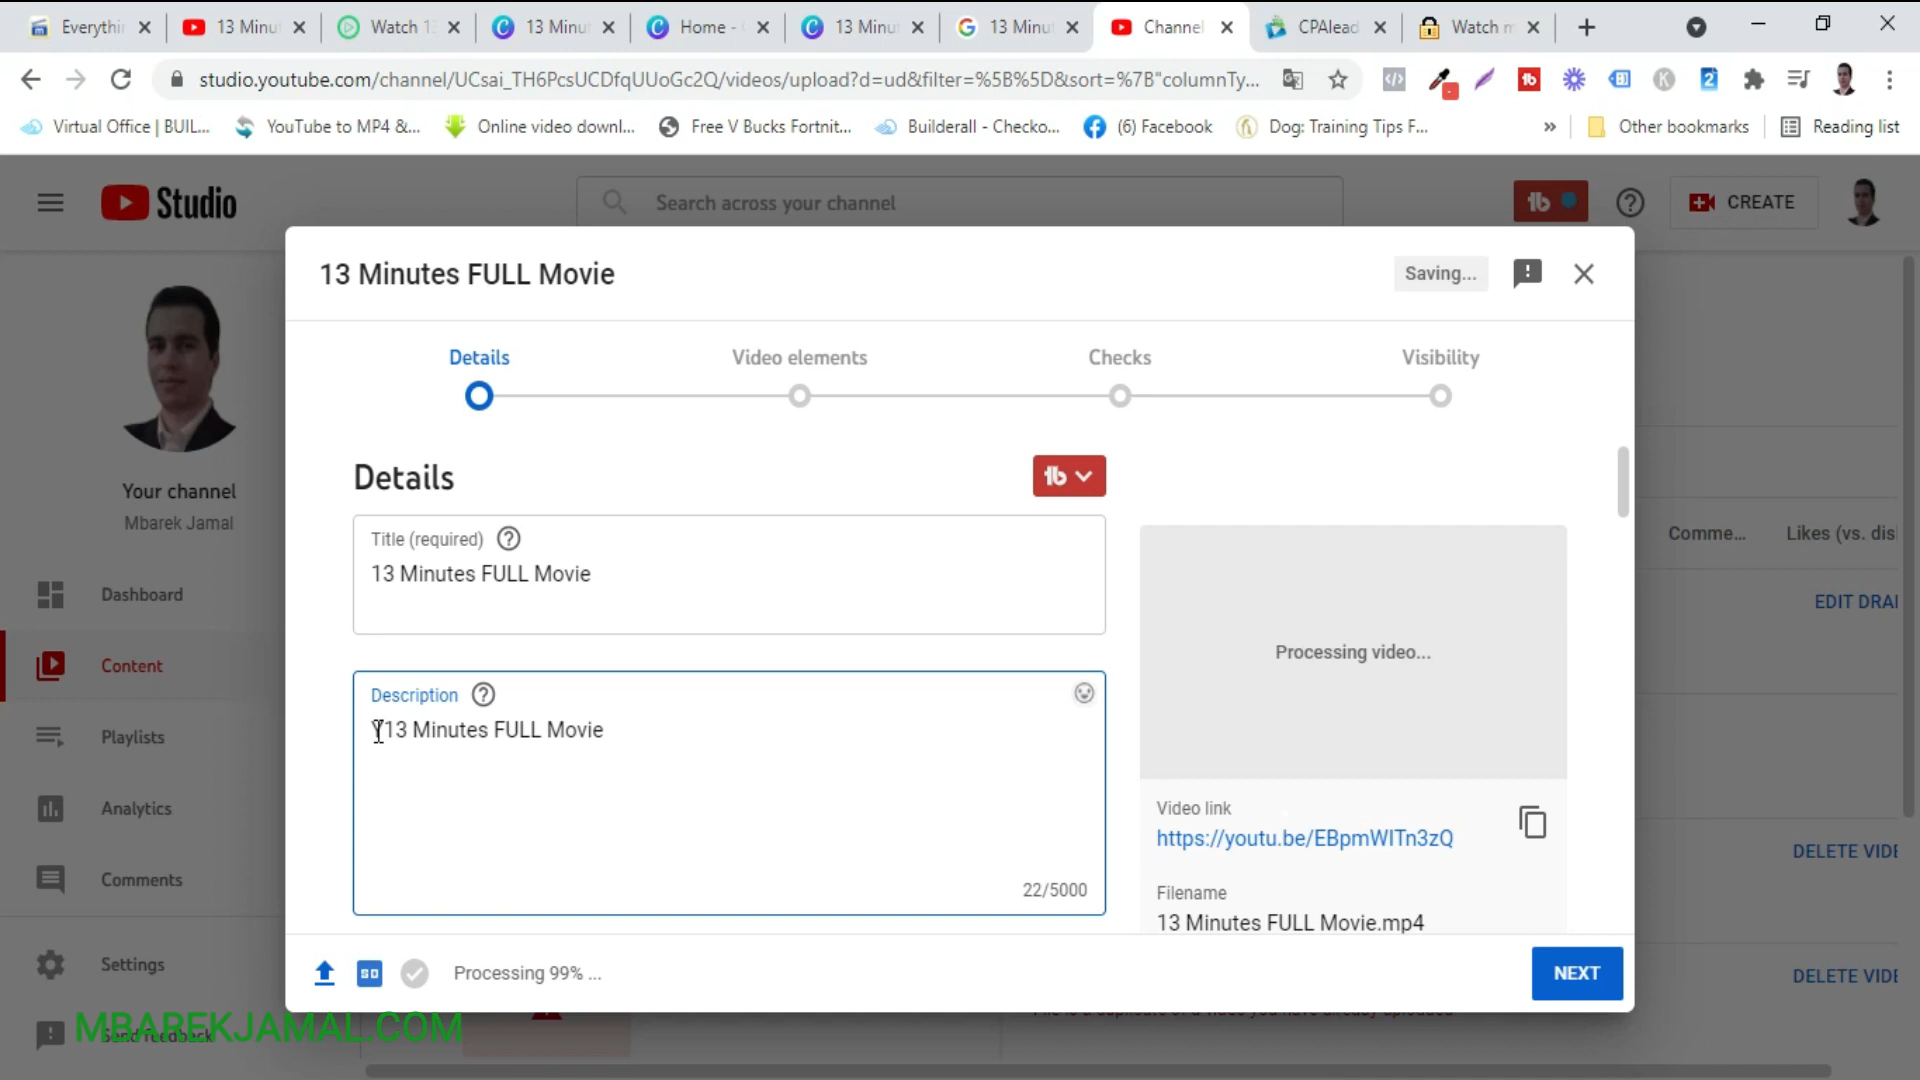 Everythi
13 Minu
Watch 1
13 Minu
Home -
13 Minu
13 Minu
Channel
CPAlead
Watch m
studio.youtube.com/channel/UCsai_TH6PcsUCDfqUUoGc2Q/videos/upload?d=ud&filter=%5B%5D&sort=%7B"columnTy...
Virtual Office | BUIL...
YouTube to MP4 &...
Online video downl...
Free V Bucks Fortnit...
Builderall - Checko...
(6) Facebook
Dog: Training Tips F...
Other bookmarks
Reading list
Studio
Search across your channel
CREATE
13 Minutes FULL Movie
Saving...
Details
Video elements
Checks
Visibility
Your channel
Mbarek Jamal
Details
Title (required)
13 Minutes FULL Movie
Comme...
Likes (vs. dis
Dashboard
EDIT DRA
Processing video...
Content
Description
13 Minutes FULL Movie
Playlists
Analytics
Video link
https://youtu.be/EBpmWITn3zQ
DELETE VIDE
Comments
22/5000
Filename
13 Minutes FULL Movie.mp4
Settings
SD
Processing 99% ...
NEXT
DELETE VIDE
Send feedback
MBAREKJAMAL.COM